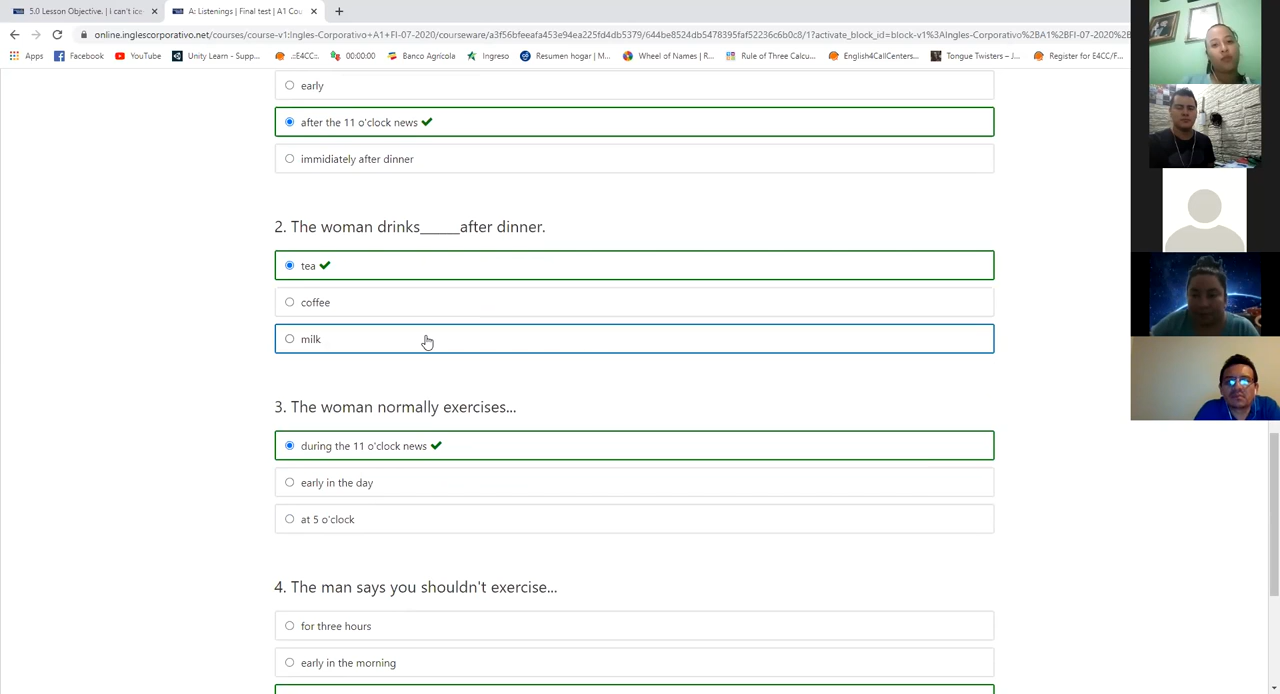 5.0 Lesson Objective. | I can't ice
A: Listenings | Final test | A1 Cou
online.inglescorporativo.net/courses/course-v1:Ingles-Corporativo+A1+FI-07-2020/courseware/a3f56bfeefa453e94ea225fd4db5379/644be8524db5478395faf52236c6b0c8/1?activate_block_id=block-v1%3AIngles-Corporativo%2BA1%2BFI-07-2020%2B
Apps Facebook YouTube Unity Learn - Supp... .::E4CC::. 00:00:00 Banco Agrícola Ingreso Resumen hogar | M... Wheel of Names | R... Rule of Three Calcu... English4CallCenters... Tongue Twisters – J... Register for E4CC/F...
early
after the 11 o'clock news
immidiately after dinner
2. The woman drinks_____after dinner.
tea
coffee
milk
3. The woman normally exercises...
during the 11 o'clock news
early in the day
at 5 o'clock
4. The man says you shouldn't exercise...
for three hours
early in the morning